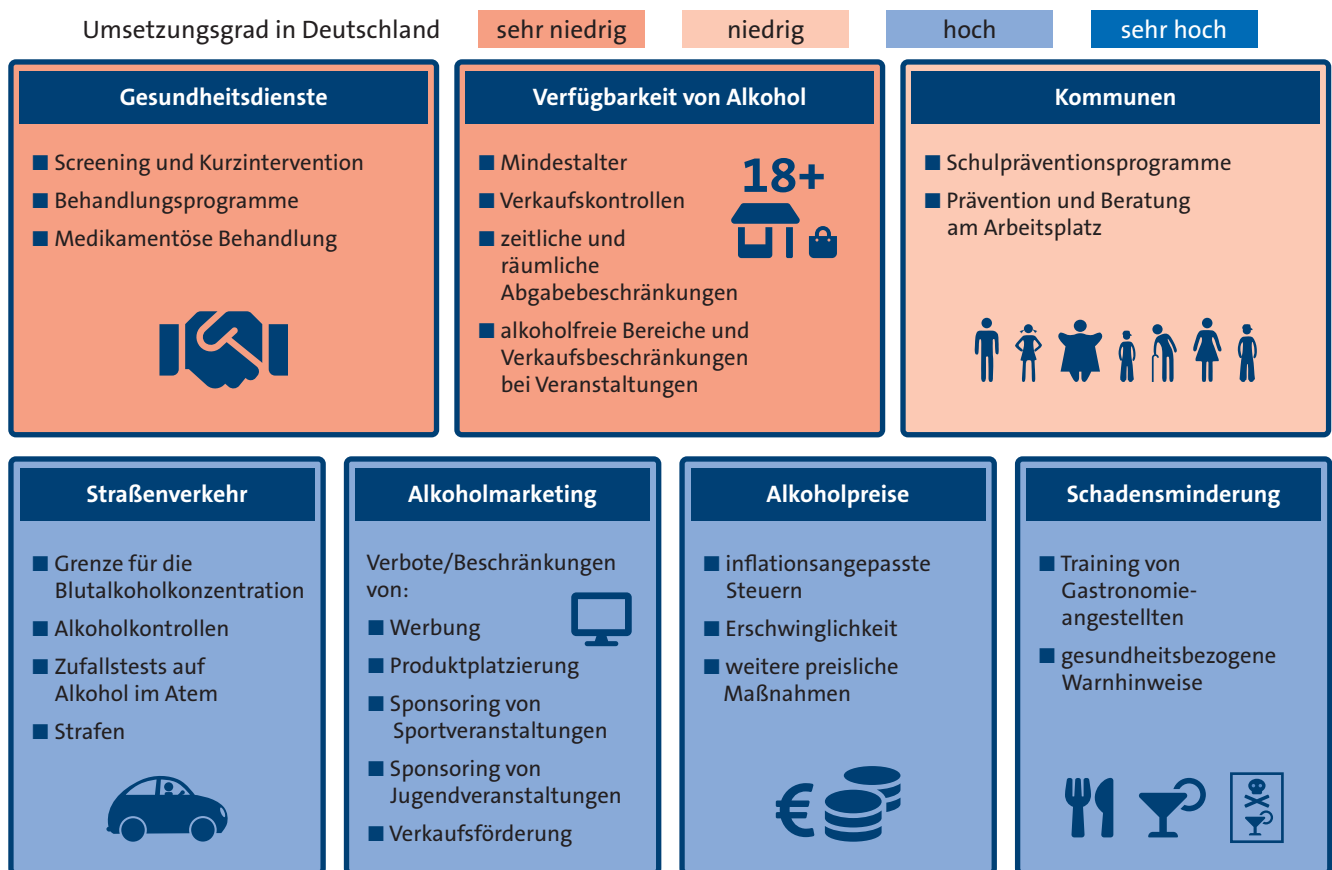 Umsetzungsgrad in Deutschland sehr niedrig niedrig hoch sehr hoch
Gesundheitsdienste
■ Screening und Kurzintervention
■ Behandlungsprogramme
■ Medikamentöse Behandlung
Verfügbarkeit von Alkohol
■ Mindestalter
■ Verkaufskontrollen
■ zeitliche und
räumliche
Abgabebeschränkungen
■ alkoholfreie Bereiche und
Verkaufsbeschränkungen
bei Veranstaltungen
18+
Kommunen
■ Schulpräventionsprogramme
■ Prävention und Beratung
am Arbeitsplatz
Straßenverkehr
■ Grenze für die
Blutalkoholkonzentration
■ Alkoholkontrollen
■ Zufallstests auf
Alkohol im Atem
■ Strafen
Alkoholmarketing
Verbote/Beschränkungen
von:
■ Werbung
■ Produktplatzierung
■ Sponsoring von
Sportveranstaltungen
■ Sponsoring von
Jugendveranstaltungen
■ Verkaufsförderung
Alkoholpreise
■ inflationsangepasste
Steuern
■ Erschwinglichkeit
■ weitere preisliche
Maßnahmen
€
Schadensminderung
■ Training von
Gastronomie-
angestellten
■ gesundheitsbezogene
Warnhinweise